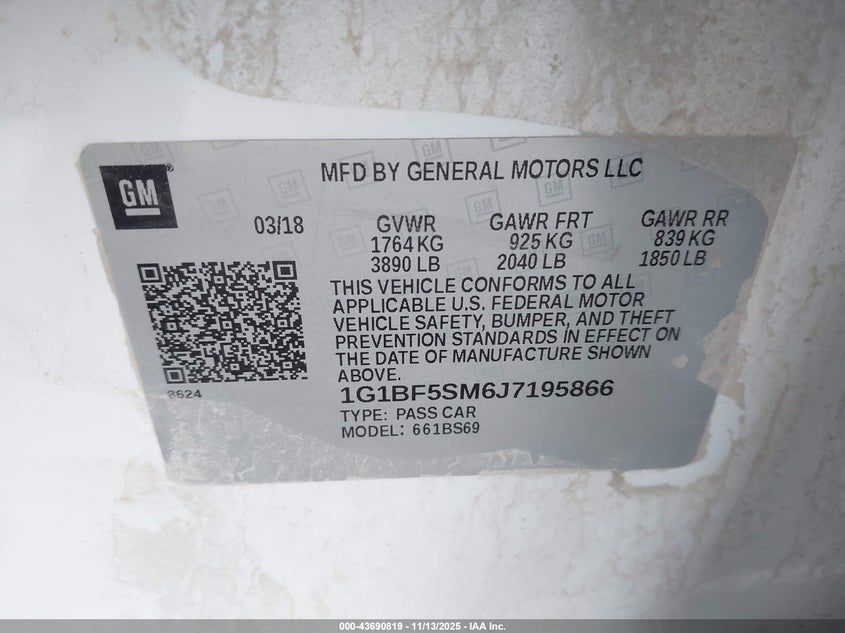 GM
MFD BY GENERAL MOTORS LLC
03/18 GVWR GAWR FRT GAWR RR
1764 KG 925 KG 839 KG
3890 LB 2040 LB 1850 LB
THIS VEHICLE CONFORMS TO ALL
APPLICABLE U.S. FEDERAL MOTOR
VEHICLE SAFETY, BUMPER, AND THEFT
PREVENTION STANDARDS IN EFFECT ON
THE DATE OF MANUFACTURE SHOWN
ABOVE.
8624
1G1BF5SM6J7195866
TYPE: PASS CAR
MODEL: 661BS69
000-43690819 - 11/13/2025 - IAA Inc.